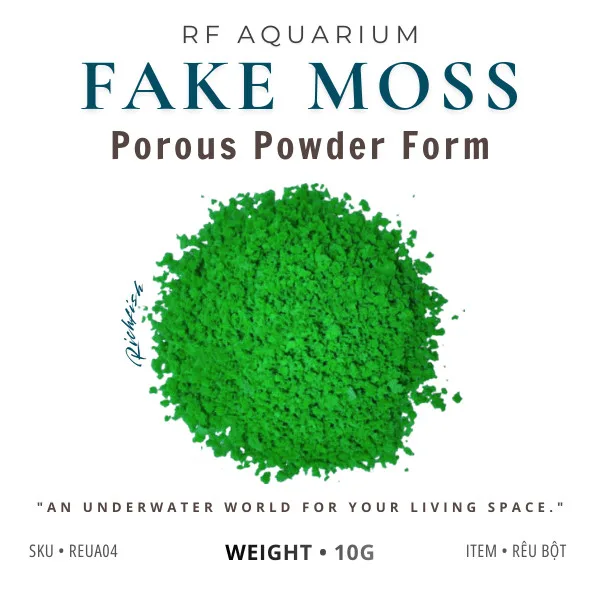 RF AQUARIUM
FAKE MOSS
Porous Powder Form
Richfish
"AN UNDERWATER WORLD FOR YOUR LIVING SPACE."
SKU • REUA04
WEIGHT • 10G
ITEM • RÊU BỘT